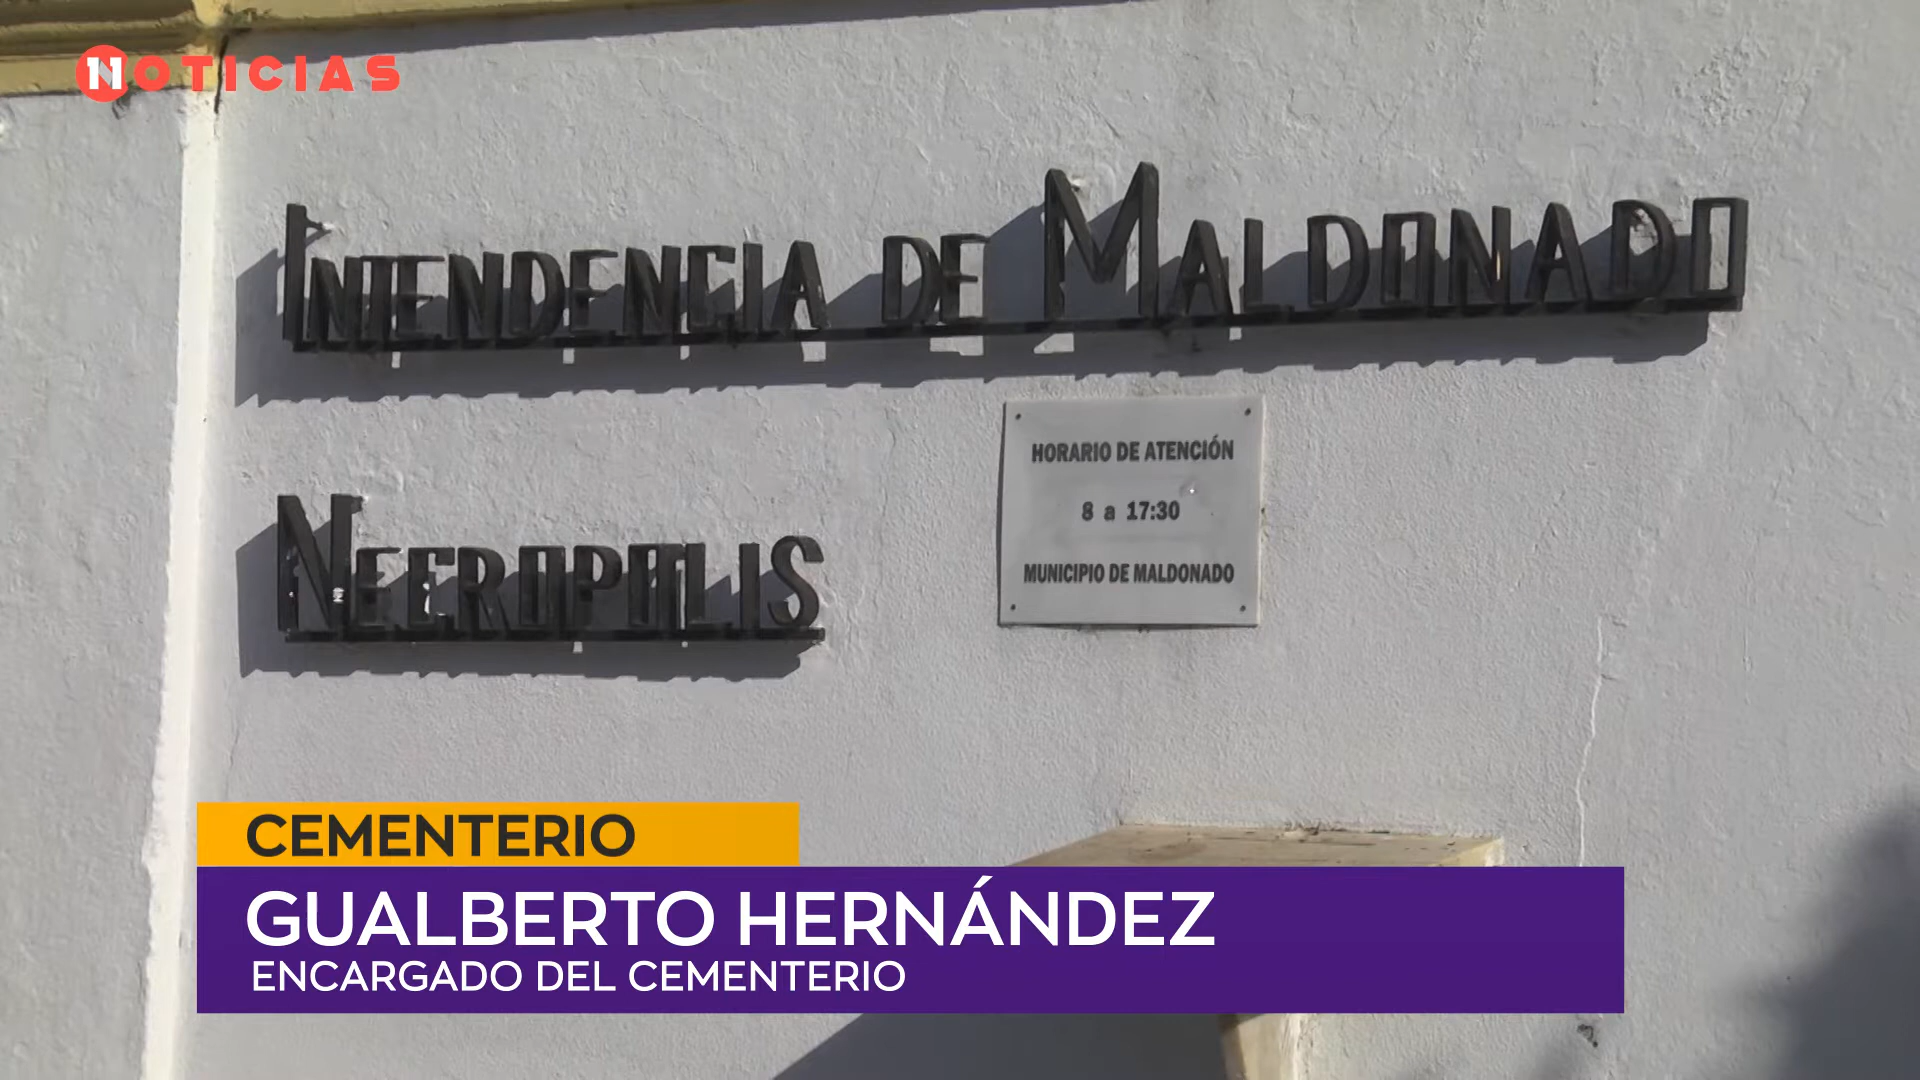 NOTICIAS
INTENDENCIA DE MALDONADO
HORARIO DE ATENCIÓN
8 a 17:30
MUNICIPIO DE MALDONADO
NECROPOLIS
CEMENTERIO
GUALBERTO HERNÁNDEZ
ENCARGADO DEL CEMENTERIO